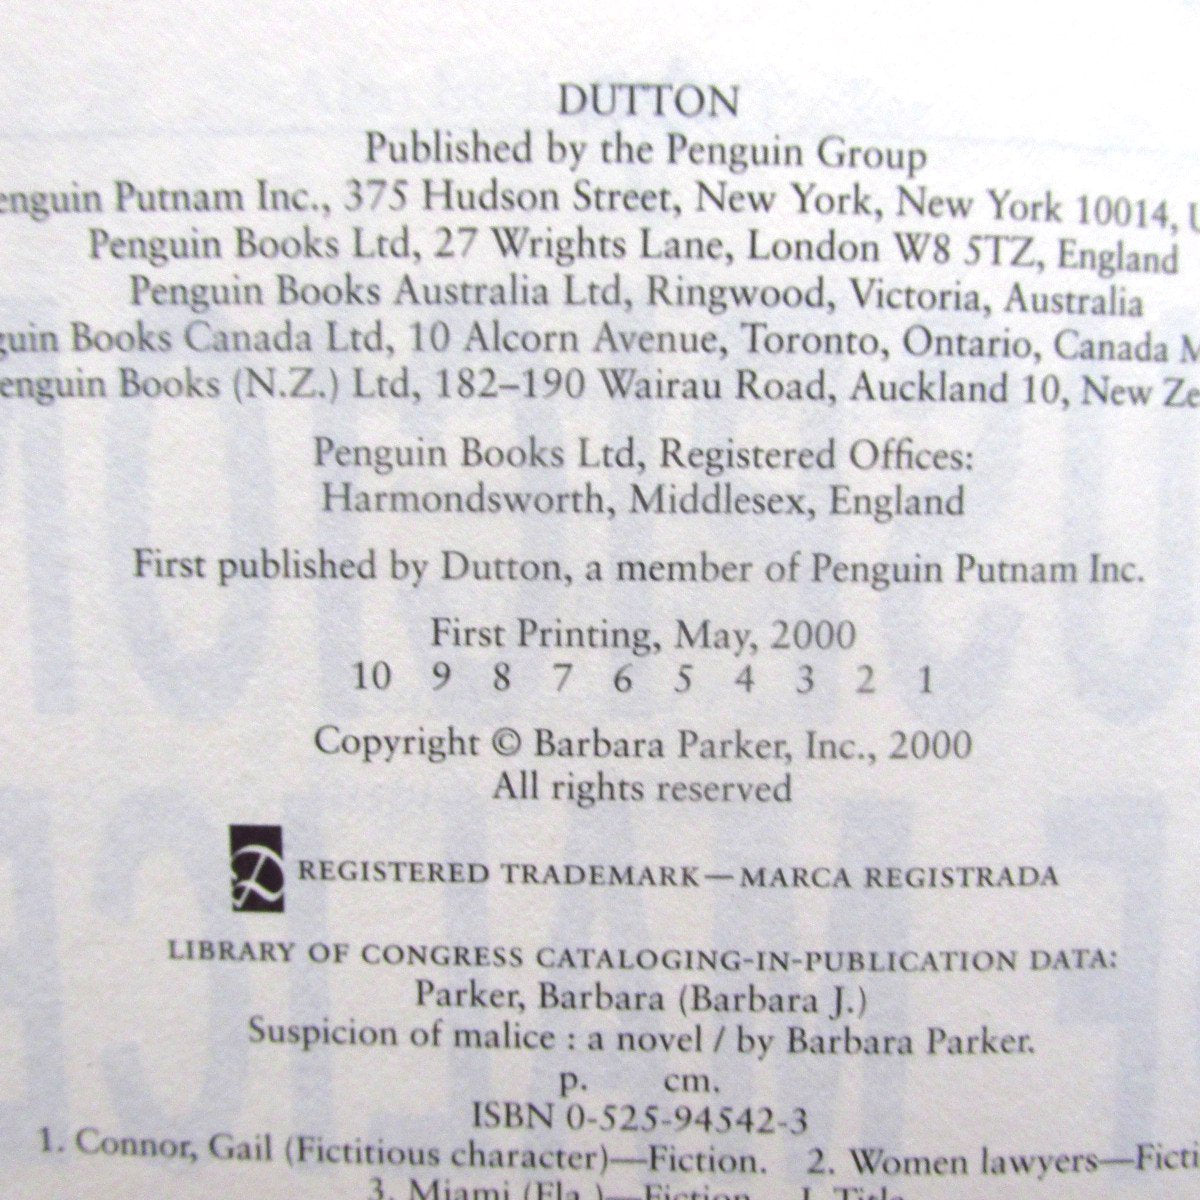 DUTTON
Published by the Penguin Group
enguin Putnam Inc., 375 Hudson Street, New York, New York 10014, U
Penguin Books Ltd, 27 Wrights Lane, London W8 5TZ, England
Penguin Books Australia Ltd, Ringwood, Victoria, Australia
guin Books Canada Ltd, 10 Alcorn Avenue, Toronto, Ontario, Canada M
enguin Books (N.Z.) Ltd, 182–190 Wairau Road, Auckland 10, New Ze
Penguin Books Ltd, Registered Offices:
Harmondsworth, Middlesex, England
First published by Dutton, a member of Penguin Putnam Inc.
First Printing, May, 2000
10 9 8 7 6 5 4 3 2 1
Copyright © Barbara Parker, Inc., 2000
All rights reserved
REGISTERED TRADEMARK—MARCA REGISTRADA
LIBRARY OF CONGRESS CATALOGING-IN-PUBLICATION DATA:
Parker, Barbara (Barbara J.)
Suspicion of malice : a novel / by Barbara Parker.
p. cm.
ISBN 0-525-94542-3
1. Connor, Gail (Fictitious character)—Fiction. 2. Women lawyers—Ficti
3. Miami (Fla.)—Fiction. I. Title.